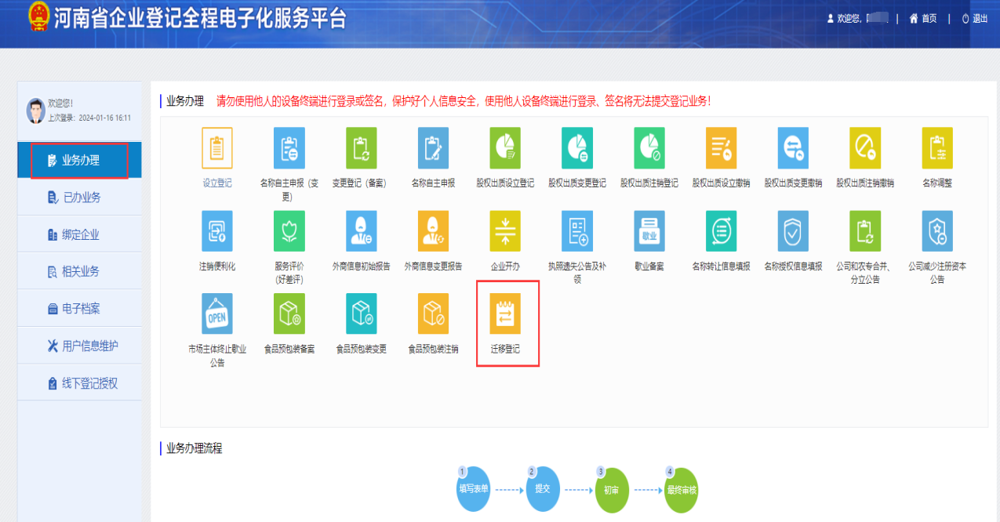 河南省企业登记全程电子化服务平台
欢迎您, | 首页 | 退出
欢迎您!
上次登录: 2024-01-16 16:11
业务办理
已办业务
绑定企业
相关业务
电子档案
用户信息维护
线下登记授权
业务办理 请勿使用他人的设备终端进行登录或签名，保护好个人信息安全，使用他人设备终端进行登录、签名将无法提交登记业务！
设立登记
名称自主申报（变
更）
变更登记（备案）
名称自主申报
股权出质设立登记
股权出质变更登记
股权出质注销登记
股权出质设立撤销
股权出质变更撤销
股权出质注销撤销
名称调整
注销便利化
服务评价
（好差评）
外商信息初始报告
外商信息变更报告
企业开办
执照遗失公告及补
领
歇业
歇业备案
名称转让信息填报
名称授权信息填报
公司和农专合并、
分立公告
公司减少注册资本
公告
OPEN
市场主体终止歇业
公告
食品预包装备案
食品预包装变更
食品预包装注销
迁移登记
业务办理流程
1
填写表单
2
提交
3
初审
4
最终审核